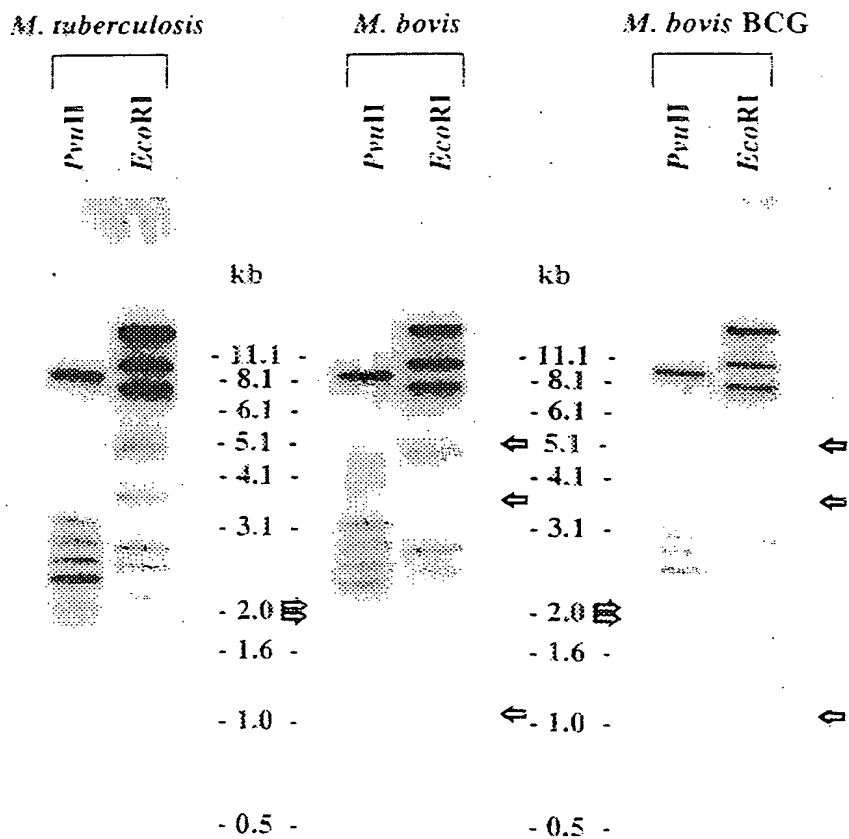 M. tuberculosis M. bovis M. bovis BCG
PvuII EcoRI PvuII EcoRI PvuII EcoRI
kb kb
- 11.1 - - 11.1 -
- 8.1 - - 8.1 -
- 6.1 - - 6.1 -
- 5.1 - 5.1 -
- 4.1 - - 4.1 -
- 3.1 - - 3.1 -
- 2.0 - 2.0
- 1.6 - - 1.6 -
- 1.0 - - 1.0 -
- 0.5 - - 0.5 -